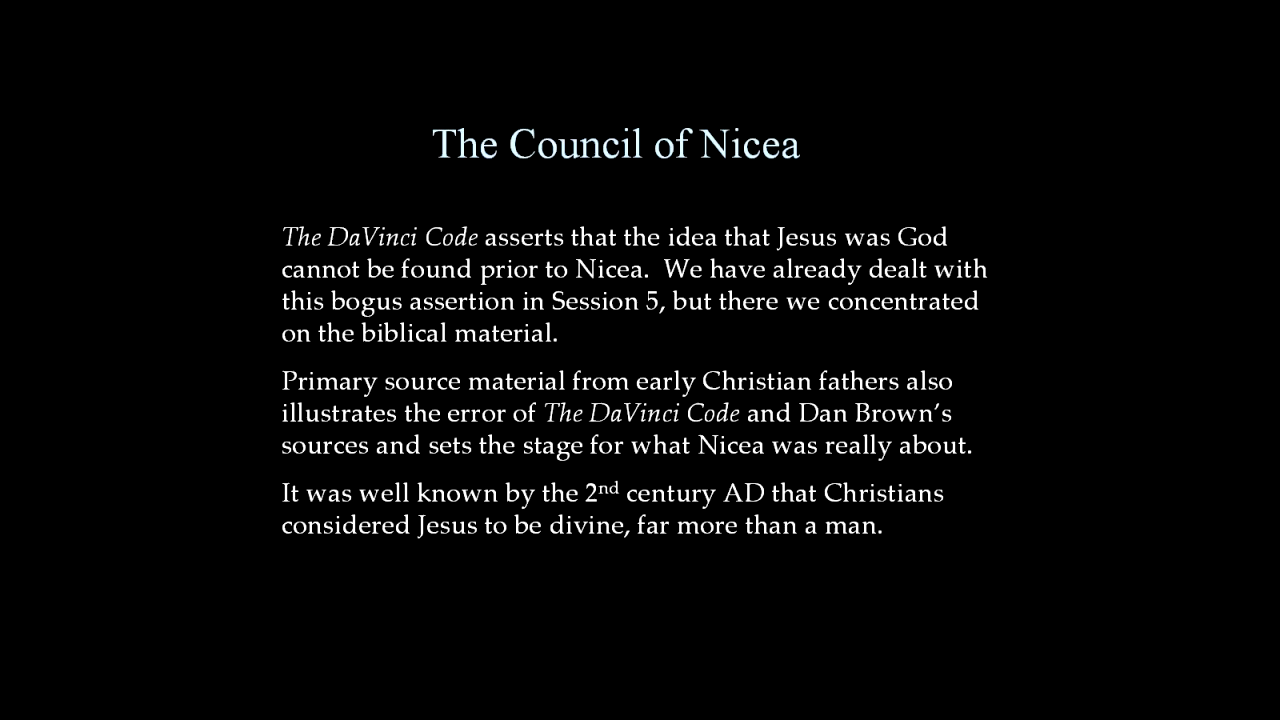 The Council of Nicea
The DaVinci Code asserts that the idea that Jesus was God
cannot be found prior to Nicea.  We have already dealt with
this bogus assertion in Session 5, but there we concentrated
on the biblical material.
Primary source material from early Christian fathers also
illustrates the error of The DaVinci Code and Dan Brown’s
sources and sets the stage for what Nicea was really about.
It was well known by the 2nd century AD that Christians
considered Jesus to be divine, far more than a man.